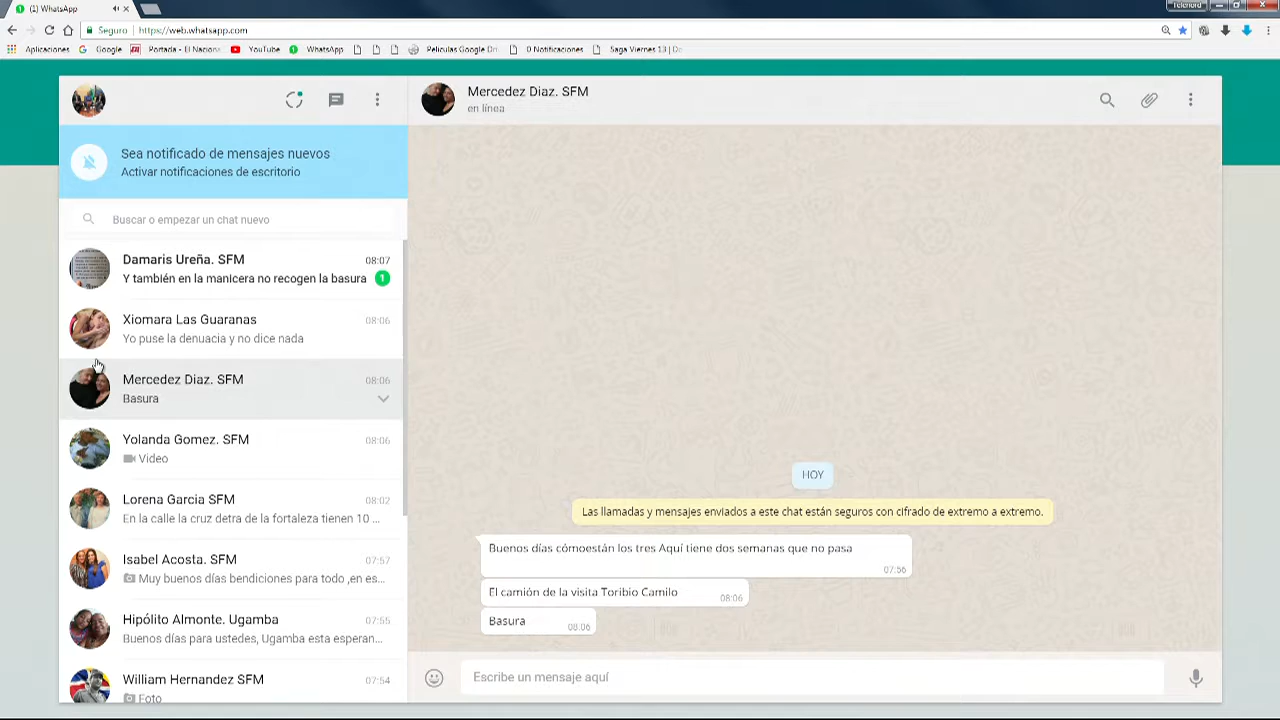 (1) WhatsApp
Telenord
Seguro
https://web.whatsapp.com
Aplicaciones
Google
Portada - El Naciona
YouTube
WhatsApp
Peliculas Google Dri
0 Notificaciones
Saga Viernes 13 | De
Sea notificado de mensajes nuevos
Activar notificaciones de escritorio
Buscar o empezar un chat nuevo
Damaris Ureña. SFM
08:07
Y también en la manicera no recogen la basura
1
Xiomara Las Guaranas
08:06
Yo puse la denuacia y no dice nada
Mercedez Diaz. SFM
08:06
Basura
Yolanda Gomez. SFM
08:06
Video
Lorena Garcia SFM
08:02
En la calle la cruz detra de la fortaleza tienen 10 ...
Isabel Acosta. SFM
07:57
Muy buenos días bendiciones para todo ,en es...
Hipólito Almonte. Ugamba
07:55
Buenos días para ustedes, Ugamba esta esperan...
William Hernandez SFM
07:54
Foto
Mercedez Diaz. SFM
en línea
HOY
Las llamadas y mensajes enviados a este chat están seguros con cifrado de extremo a extremo.
Buenos días cómoestán los tres Aquí tiene dos semanas que no pasa
07:56
El camión de la visita Toribio Camilo
08:06
Basura
08:06
Escribe un mensaje aquí